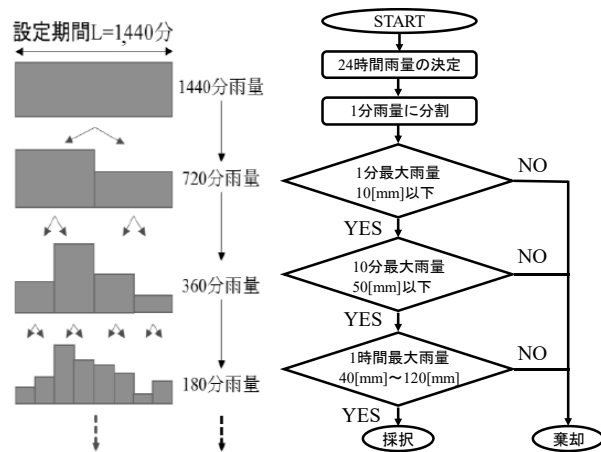 設定期間L=1,440分
1440分雨量
720分雨量
360分雨量
180分雨量
START
24時間雨量の決定
1分雨量に分割
1分最大雨量
10[mm]以下
NO
YES
10分最大雨量
50[mm]以下
NO
YES
1時間最大雨量
40[mm]～120[mm]
NO
YES
採択
棄却